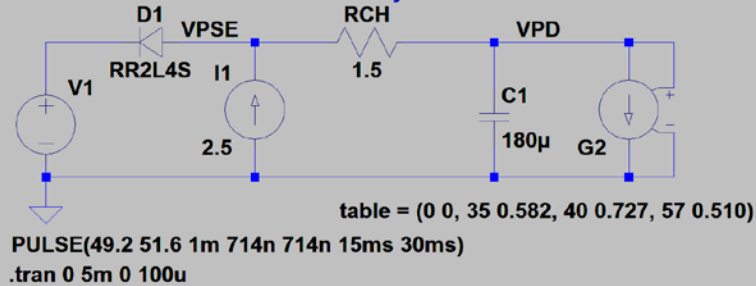 D1
VPSE
RCH
VPD
RR2L4S
I1
1.5
V1
C1
2.5
180µ
G2
table = (0 0, 35 0.582, 40 0.727, 57 0.510)
PULSE(49.2 51.6 1m 714n 714n 15ms 30ms)
.tran 0 5m 0 100u